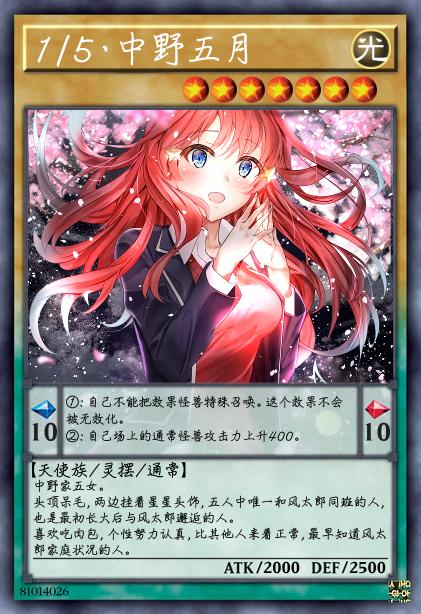 1/5·中野五月
光
①:自己不能把效果怪兽特殊召唤。这个效果不会
被无效化。
②:自己场上的通常怪兽攻击力上升400。
10
10
【天使族/灵摆/通常】
中野家五女。
头顶呆毛,两边挂着星星头饰,五人中唯一和风太郎同班的人,
也是最初长大后与风太郎邂逅的人。
喜欢吃肉包,个性努力认真,比其他人来着正常,最早知道风太
郎家庭状况的人。
ATK/2000 DEF/2500
81014026